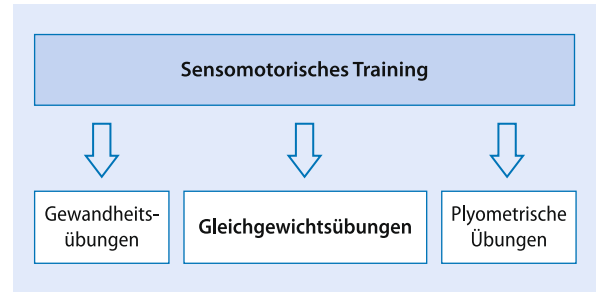 Sensomotorisches Training
Gewandheits-
übungen
Gleichgewichtsübungen
Plyometrische
Übungen